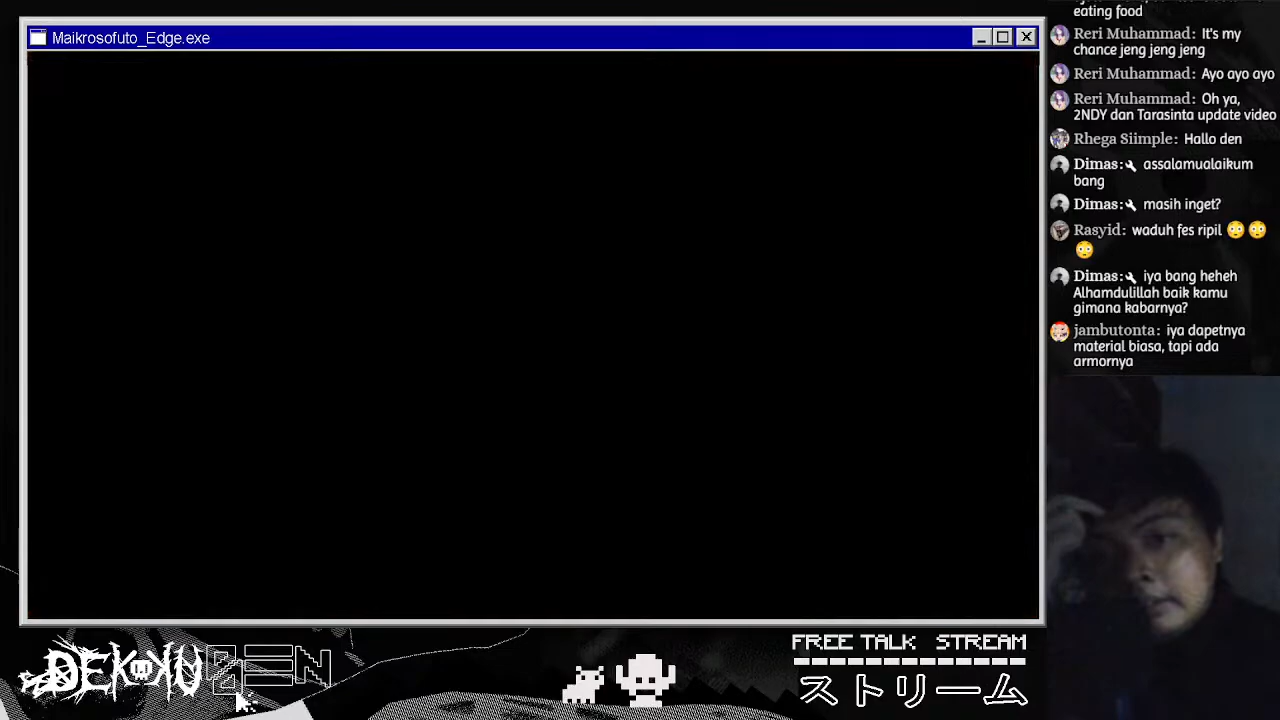 Maikrosofuto_Edge.exe
eating food
Reri Muhammad: It's my
chance jeng jeng jeng
Reri Muhammad: Ayo ayo ayo
Reri Muhammad: Oh ya,
2NDY dan Tarasinta update video
Rhega Siimple: Hallo den
Dimas: assalamualaikum
bang
Dimas: masih inget?
Rasyid: waduh fes ripil 😳😳
😳
Dimas: iya bang heheh
Alhamdulillah baik kamu
gimana kabarnya?
jambutonta: iya dapetnya
material biasa, tapi ada
armornya
DEKKU ZEN
FREE TALK STREAM
ストリーム